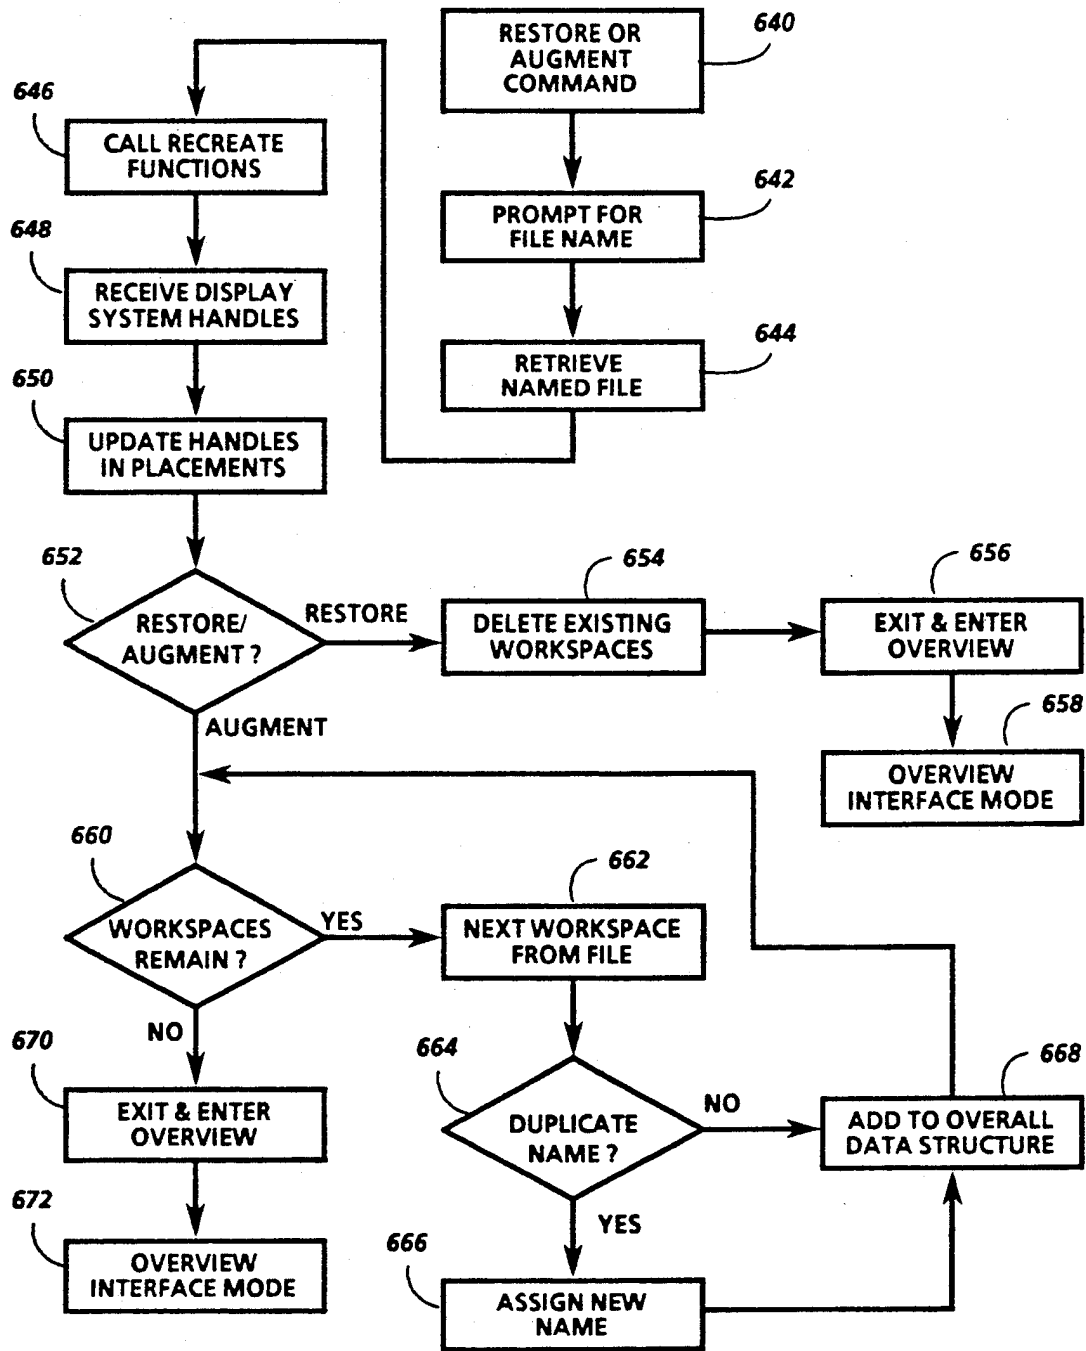 640
RESTORE OR
AUGMENT
COMMAND
642
PROMPT FOR
FILE NAME
644
RETRIEVE
NAMED FILE
646
CALL RECREATE
FUNCTIONS
648
RECEIVE DISPLAY
SYSTEM HANDLES
650
UPDATE HANDLES
IN PLACEMENTS
652
RESTORE/
AUGMENT ?
RESTORE
AUGMENT
654
DELETE EXISTING
WORKSPACES
656
EXIT & ENTER
OVERVIEW
658
OVERVIEW
INTERFACE MODE
660
WORKSPACES
REMAIN ?
YES
NO
662
NEXT WORKSPACE
FROM FILE
664
DUPLICATE
NAME ?
NO
YES
666
ASSIGN NEW
NAME
668
ADD TO OVERALL
DATA STRUCTURE
670
EXIT & ENTER
OVERVIEW
672
OVERVIEW
INTERFACE MODE